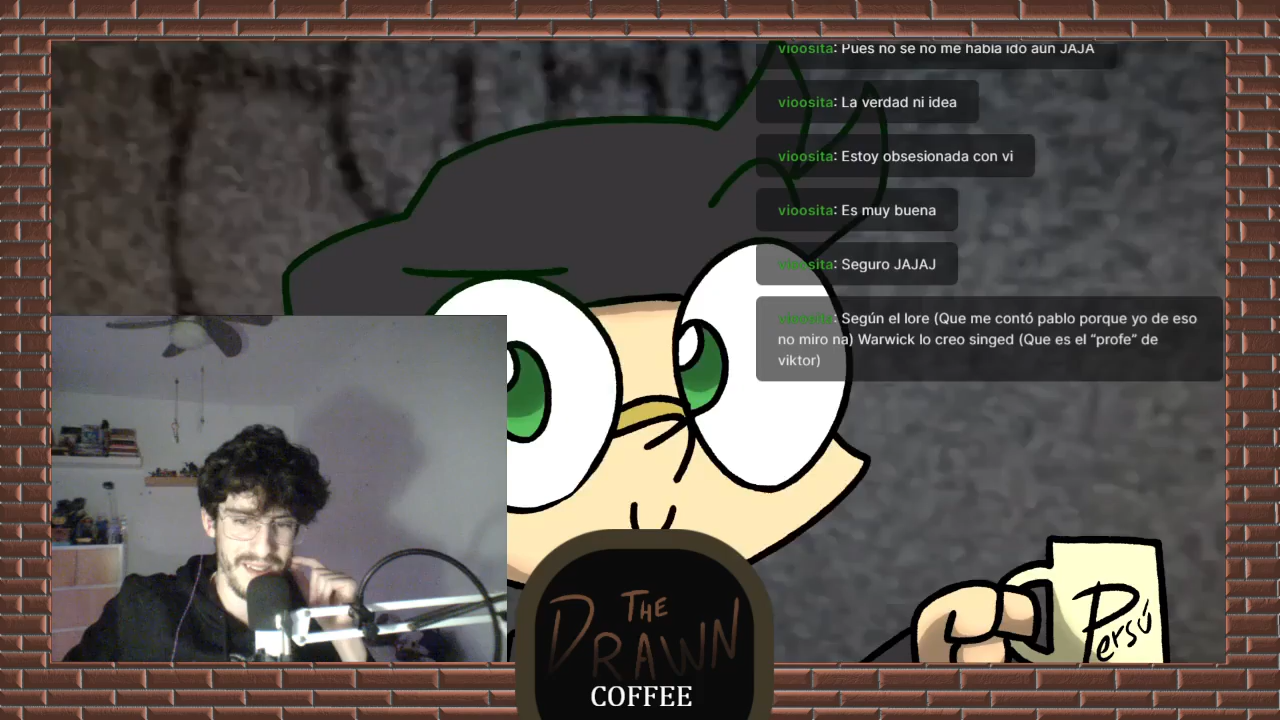 vioosita: Pues no se no me había ido aún JAJA
vioosita: La verdad ni idea
vioosita: Estoy obsesionada con vi
vioosita: Es muy buena
vioosita: Seguro JAJAJ
vioosita: Según el lore (Que me contó pablo porque yo de eso
no miro na) Warwick lo creo singed (Que es el “profe” de
viktor)
THE
DRAWN
COFFEE
Persú